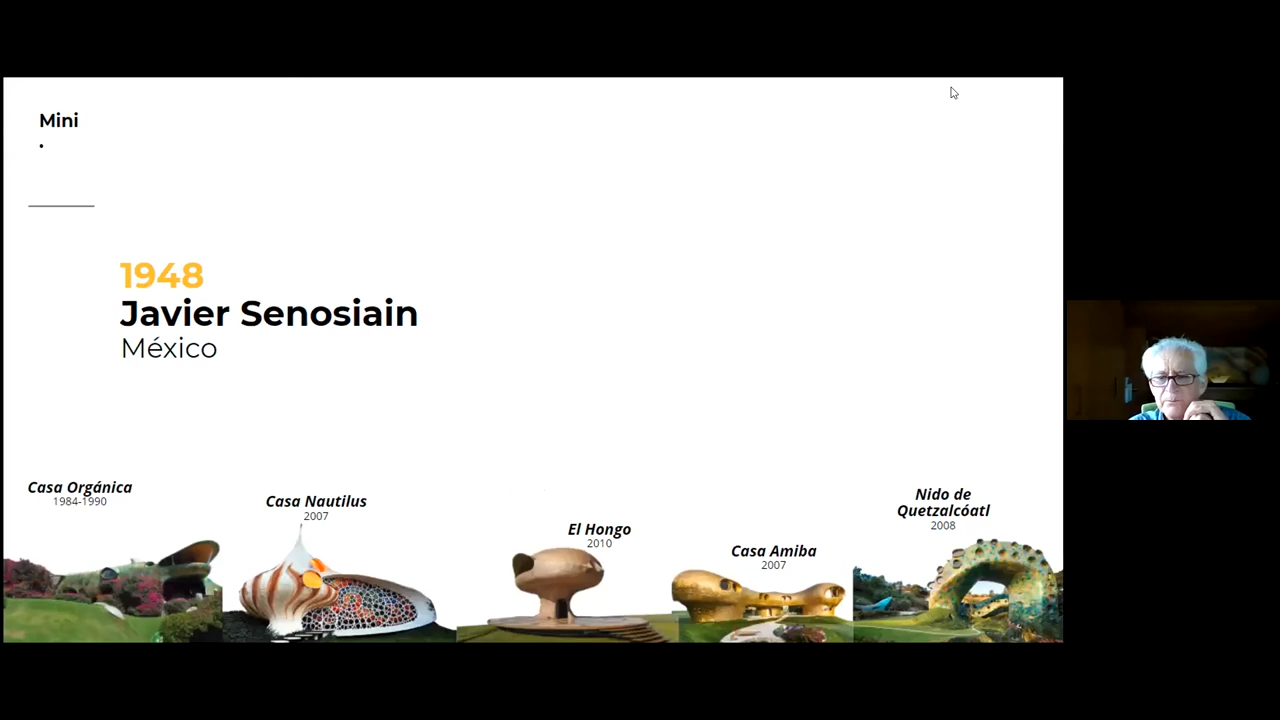 Mini
.
1948
Javier Senosiain
México
Casa Orgánica
1984-1990
Casa Nautilus
2007
El Hongo
2010
Casa Amiba
2007
Nido de
Quetzalcóatl
2008